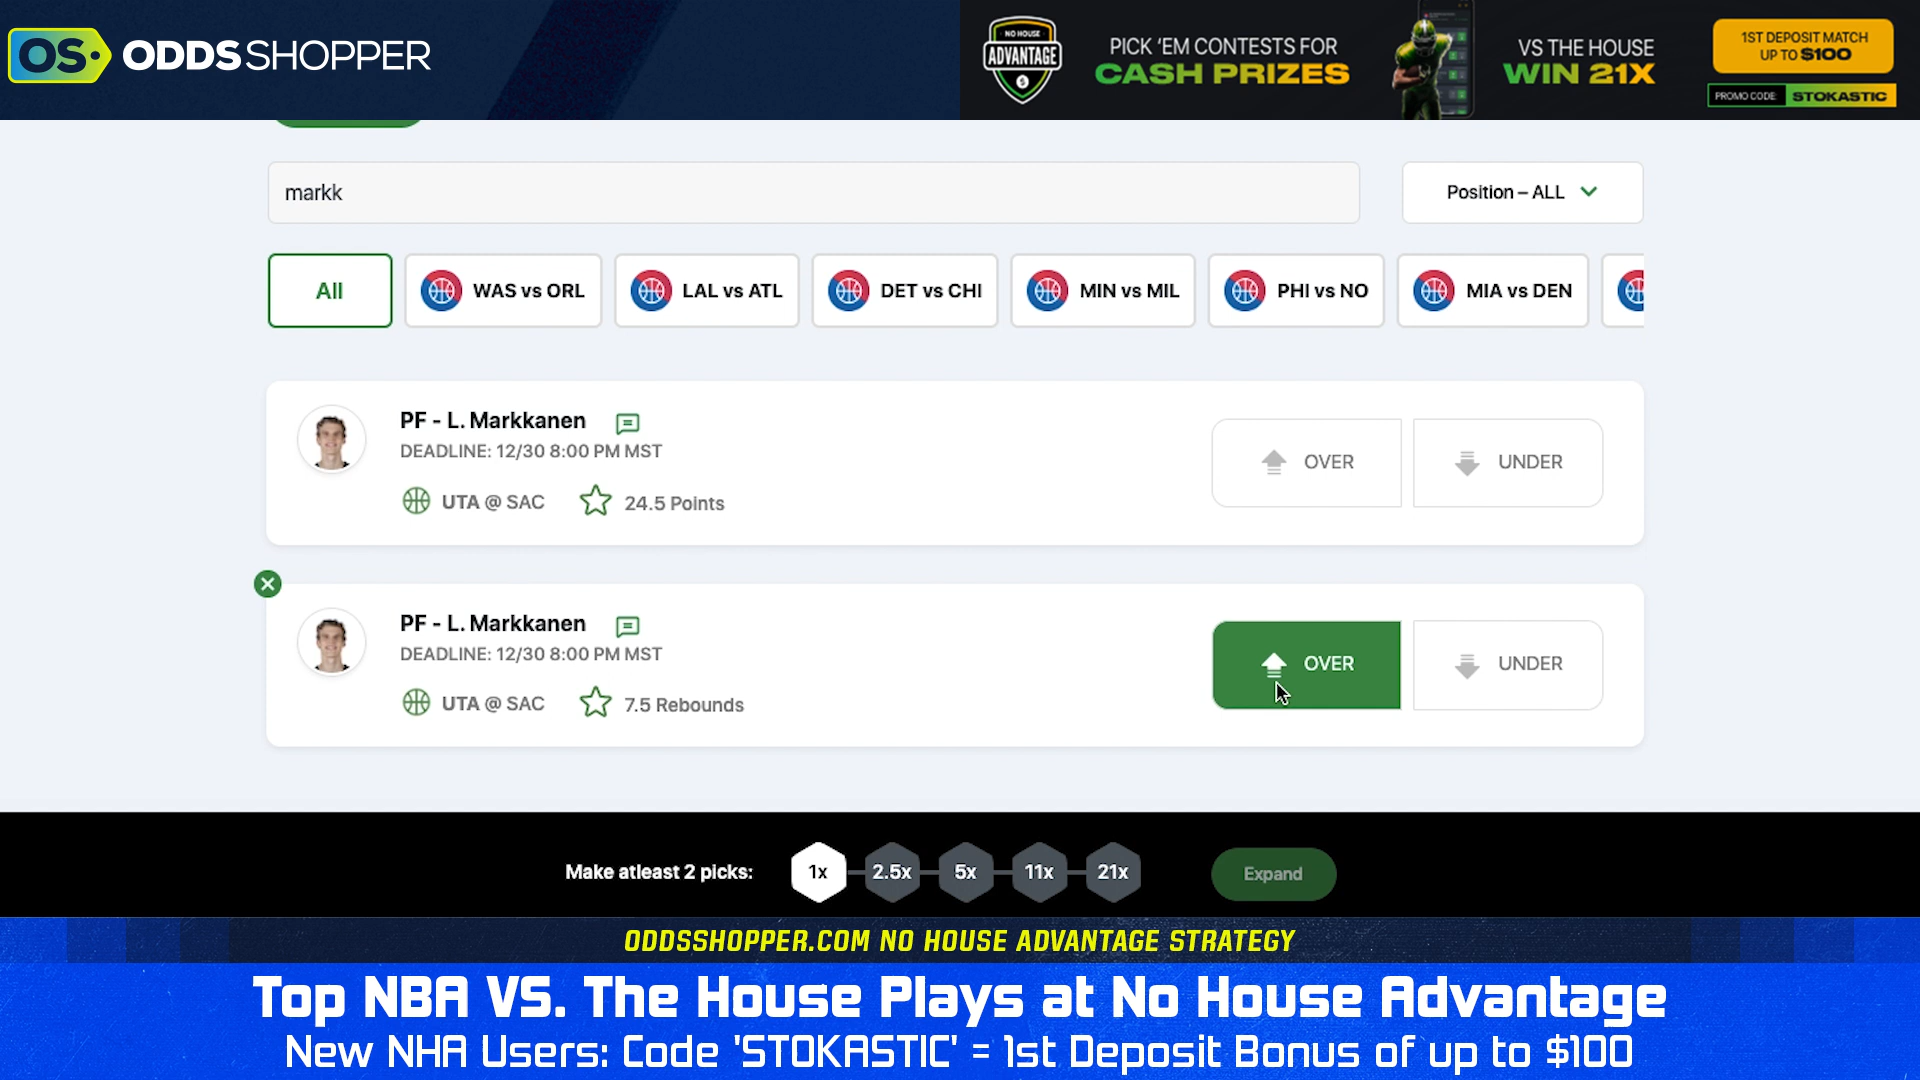 OS ODDSSHOPPER
NO HOUSE
ADVANTAGE
PICK 'EM CONTESTS FOR
CASH PRIZES
VS THE HOUSE
WIN 21X
1ST DEPOSIT MATCH
UP TO $100
PROMO CODE STOKASTIC
markk
Position – ALL
All
WAS vs ORL
LAL vs ATL
DET vs CHI
MIN vs MIL
PHI vs NO
MIA vs DEN
PF - L. Markkanen
DEADLINE: 12/30 8:00 PM MST
UTA @ SAC 24.5 Points
OVER
UNDER
PF - L. Markkanen
DEADLINE: 12/30 8:00 PM MST
UTA @ SAC 7.5 Rebounds
OVER
UNDER
Make atleast 2 picks: 1x 2.5x 5x 11x 21x Expand
ODDSSHOPPER.COM NO HOUSE ADVANTAGE STRATEGY
Top NBA VS. The House Plays at No House Advantage
New NHA Users: Code 'STOKASTIC' = 1st Deposit Bonus of up to $100